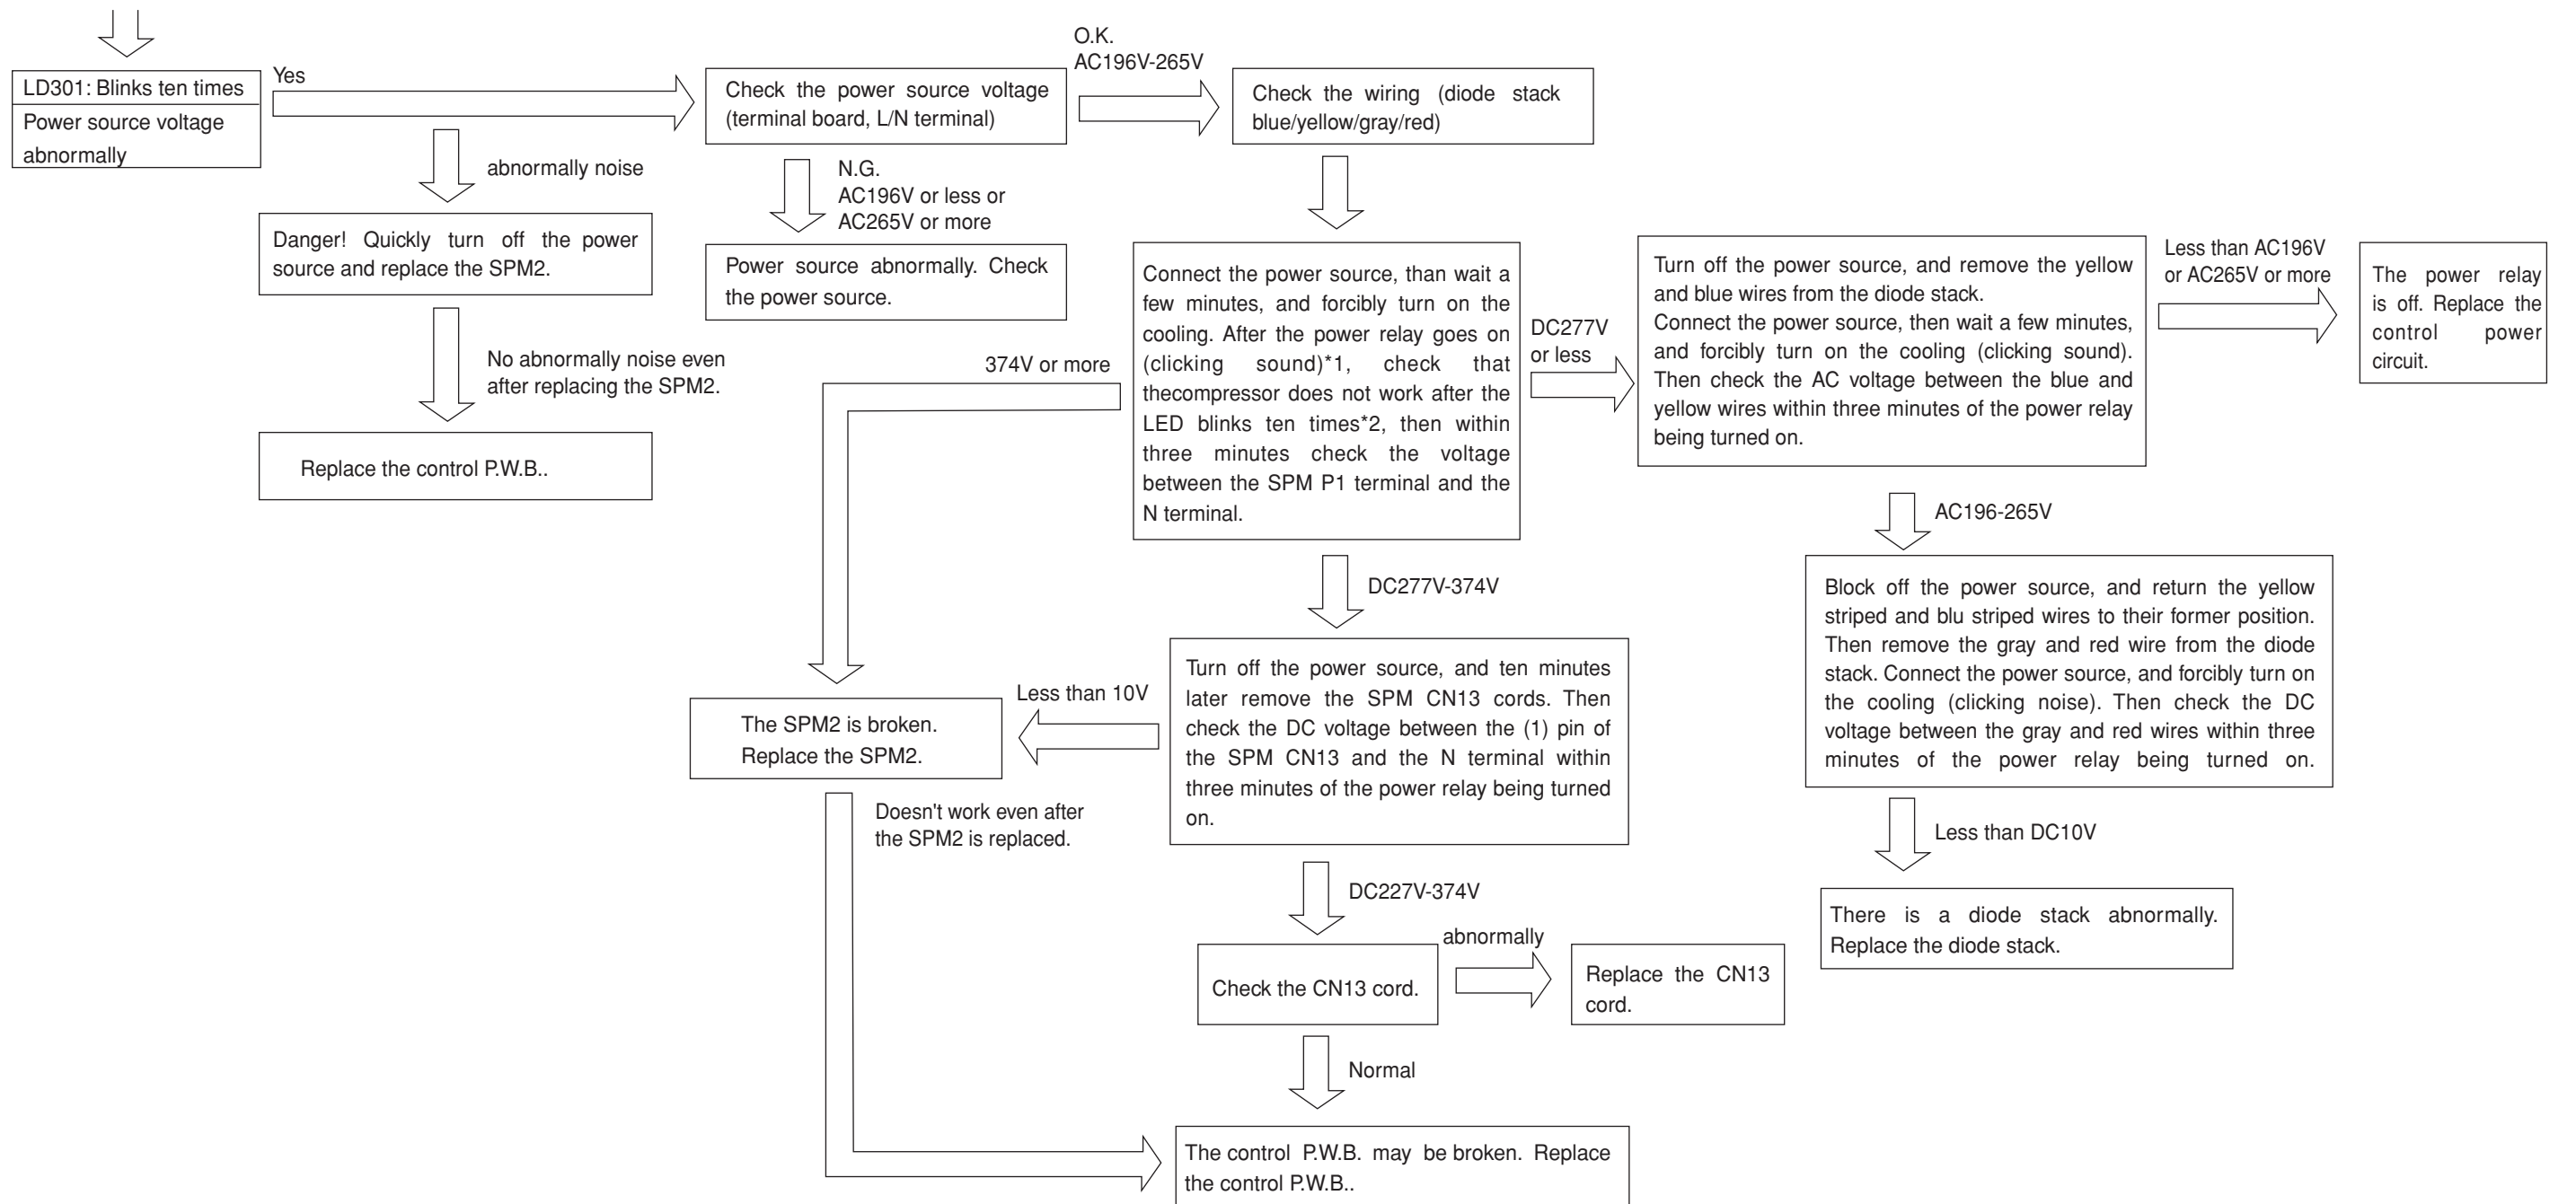 LD301: Blinks ten times
Power source voltage
abnormally
Yes
abnormally noise
Danger! Quickly turn off the power
source and replace the SPM2.
No abnormally noise even
after replacing the SPM2.
Replace the control P.W.B..
Check the power source voltage
(terminal board, L/N terminal)
N.G.
AC196V or less or
AC265V or more
Power source abnormally. Check
the power source.
O.K.
AC196V-265V
Check the wiring (diode stack
blue/yellow/gray/red)
Connect the power source, than wait a
few minutes, and forcibly turn on the
cooling. After the power relay goes on
(clicking sound)*1, check that
thecompressor does not work after the
LED blinks ten times*2, then within
three minutes check the voltage
between the SPM P1 terminal and the
N terminal.
374V or more
DC277V
or less
Turn off the power source, and remove the yellow
and blue wires from the diode stack.
Connect the power source, then wait a few minutes,
and forcibly turn on the cooling (clicking sound).
Then check the AC voltage between the blue and
yellow wires within three minutes of the power relay
being turned on.
Less than AC196V
or AC265V or more
The power relay
is off. Replace the
control power
circuit.
AC196-265V
Block off the power source, and return the yellow
striped and blu striped wires to their former position.
Then remove the gray and red wire from the diode
stack. Connect the power source, and forcibly turn on
the cooling (clicking noise). Then check the DC
voltage between the gray and red wires within three
minutes of the power relay being turned on.
Less than DC10V
There is a diode stack abnormally.
Replace the diode stack.
DC277V-374V
Turn off the power source, and ten minutes
later remove the SPM CN13 cords. Then
check the DC voltage between the (1) pin of
the SPM CN13 and the N terminal within
three minutes of the power relay being turned
on.
Less than 10V
The SPM2 is broken.
Replace the SPM2.
Doesn't work even after
the SPM2 is replaced.
DC227V-374V
Check the CN13 cord.
abnormally
Replace the CN13
cord.
Normal
The control P.W.B. may be broken. Replace
the control P.W.B..